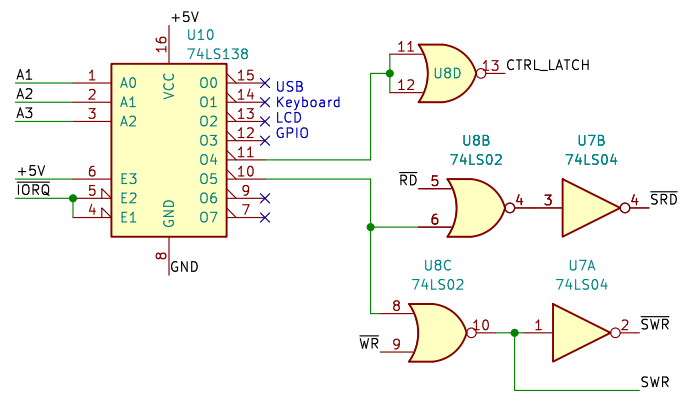 +5V
U10
74LS138
16
VCC
A1 1 A0 O0 15 USB
A2 2 A1 O1 14 Keyboard
A3 3 A2 O2 13 LCD
O3 12 GPIO
O4 11
+5V 6 E3 O5 10
IORQ 5 E2 O6 9
4 E1 O7 7
GND
8
GND
11
12
U8D
13 CTRL_LATCH
U8B
74LS02
RD 5
6
4
U7B
74LS04
3
4 SRD
U8C
74LS02
8
WR 9
10
U7A
74LS04
1
2 SWR
SWR